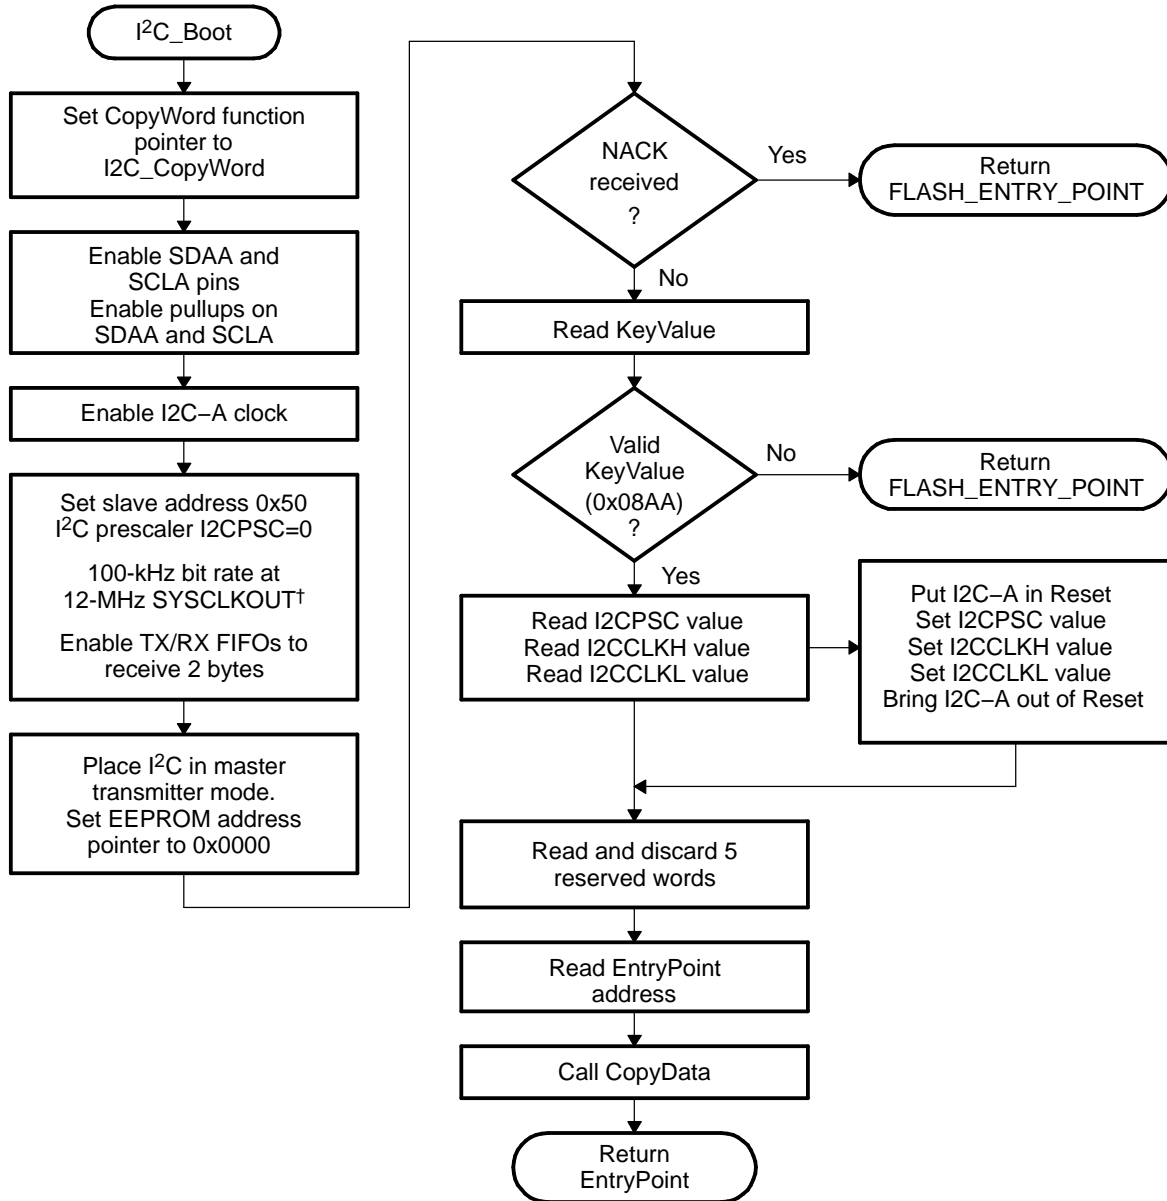 I²C_Boot
Set CopyWord function
pointer to
I2C_CopyWord
Enable SDAA and
SCLA pins
Enable pullups on
SDAA and SCLA
Enable I2C−A clock
Set slave address 0x50
I²C prescaler I2CPSC=0
100-kHz bit rate at
12-MHz SYSCLKOUT†
Enable TX/RX FIFOs to
receive 2 bytes
Place I²C in master
transmitter mode.
Set EEPROM address
pointer to 0x0000
NACK
received
?
Yes
Return
FLASH_ENTRY_POINT
No
Read KeyValue
Valid
KeyValue
(0x08AA)
?
No
Return
FLASH_ENTRY_POINT
Yes
Read I2CPSC value
Read I2CCLKH value
Read I2CCLKL value
Put I2C−A in Reset
Set I2CPSC value
Set I2CCLKH value
Set I2CCLKL value
Bring I2C−A out of Reset
Read and discard 5
reserved words
Read EntryPoint
address
Call CopyData
Return
EntryPoint